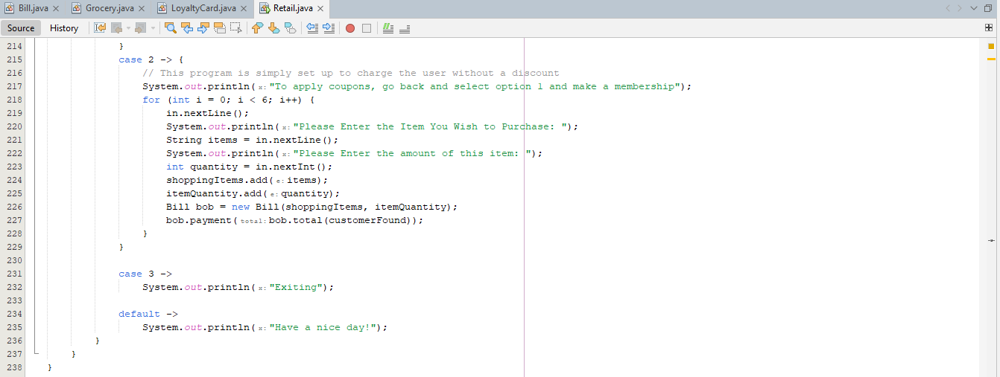 Bill.java Grocery.java LoyaltyCard.java Retail.java
Source History
214 }
215 case 2 -> {
216 // This program is simply set up to charge the user without a discount
217 System.out.println(x: "To apply coupons, go back and select option 1 and make a membership");
218 for (int i = 0; i < 6; i++) {
219 in.nextLine();
220 System.out.println(x: "Please Enter the Item You Wish to Purchase: ");
221 String items = in.nextLine();
222 System.out.println(x: "Please Enter the amount of this item: ");
223 int quantity = in.nextInt();
224 shoppingItems.add(e: items);
225 itemQuantity.add(e: quantity);
226 Bill bob = new Bill(shoppingItems, itemQuantity);
227 bob.payment(total: bob.total(customerFound));
228 }
229 }
230
231 case 3 ->
232 System.out.println(x: "Exiting");
233
234 default ->
235 System.out.println(x: "Have a nice day!");
236 }
237 }
238 }